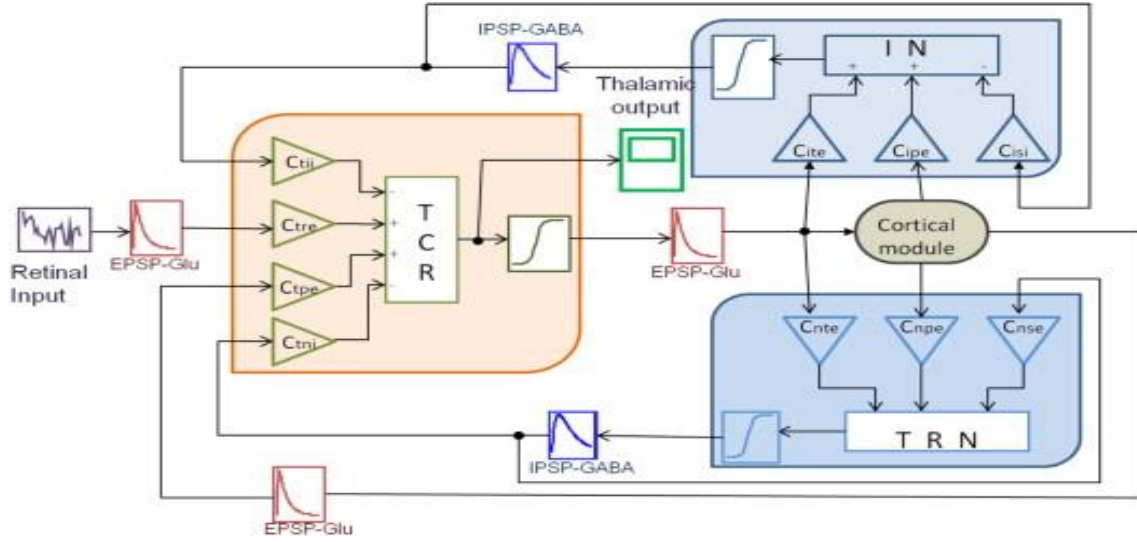 IPSP-GABA
I N
+ + -
Thalamic
output
Cite
Cipe
Cisi
Ctii
-
T
C
R
Ctre
+
Retinal
Input
EPSP-Glu
Ctpe
+
Ctni
-
EPSP-Glu
Cortical
module
Cnte
Cnpe
Cnse
T R N
IPSP-GABA
EPSP-Glu